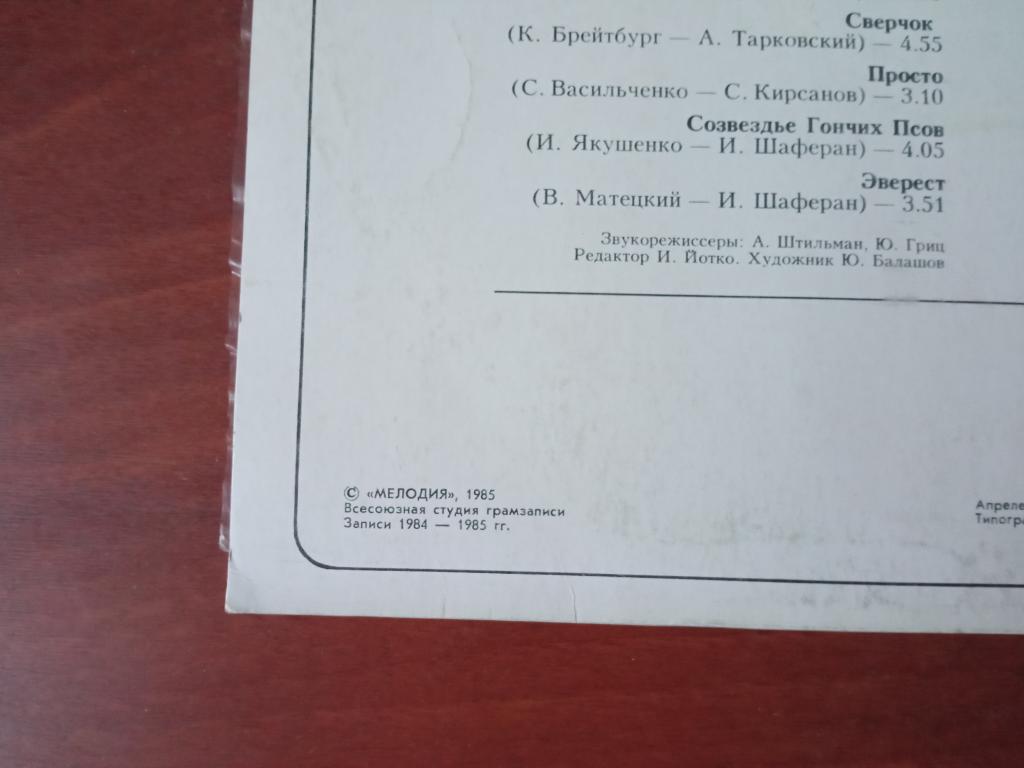 Сверчок
(К. Брейтбург — А. Тарковский) — 4.55
Просто
(С. Васильченко — С. Кирсанов) — 3.10
Созвездье Гончих Псов
(И. Якушенко — И. Шаферан) — 4.05
Эверест
(В. Матецкий — И. Шаферан) — 3.51
Звукорежиссеры: А. Штильман, Ю. Гриц
Редактор И. Йотко. Художник Ю. Балашов
© «МЕЛОДИЯ», 1985
Всесоюзная студия грамзаписи
Записи 1984 — 1985 гг.
Апреле
Типогра